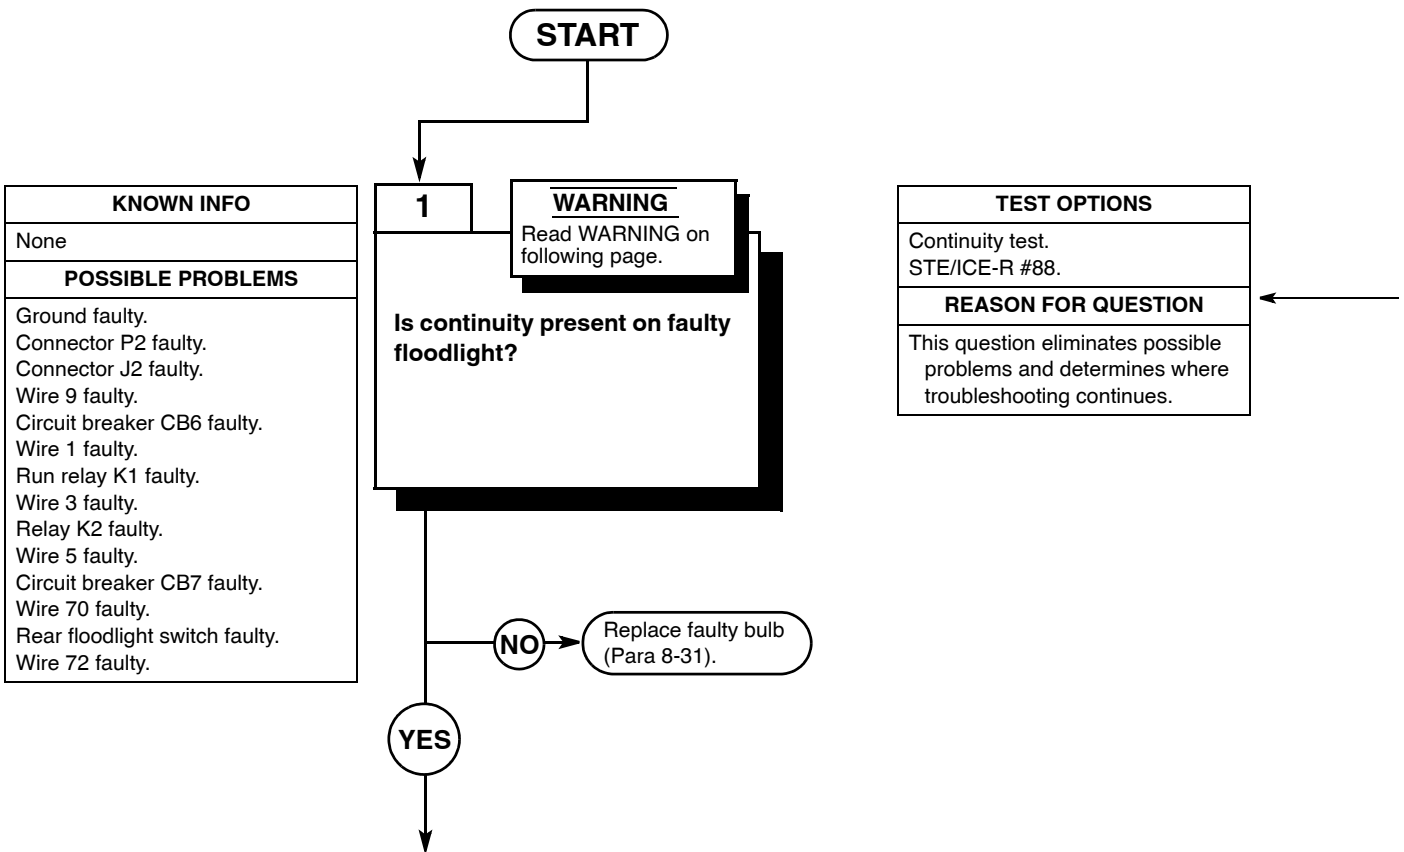 START
KNOWN INFO
None
POSSIBLE PROBLEMS
Ground faulty.
Connector P2 faulty.
Connector J2 faulty.
Wire 9 faulty.
Circuit breaker CB6 faulty.
Wire 1 faulty.
Run relay K1 faulty.
Wire 3 faulty.
Relay K2 faulty.
Wire 5 faulty.
Circuit breaker CB7 faulty.
Wire 70 faulty.
Rear floodlight switch faulty.
Wire 72 faulty.
1
WARNING
Read WARNING on
following page.
Is continuity present on faulty
floodlight?
TEST OPTIONS
Continuity test.
STE/ICE-R #88.
REASON FOR QUESTION
This question eliminates possible
problems and determines where
troubleshooting continues.
NO
Replace faulty bulb
(Para 8-31).
YES